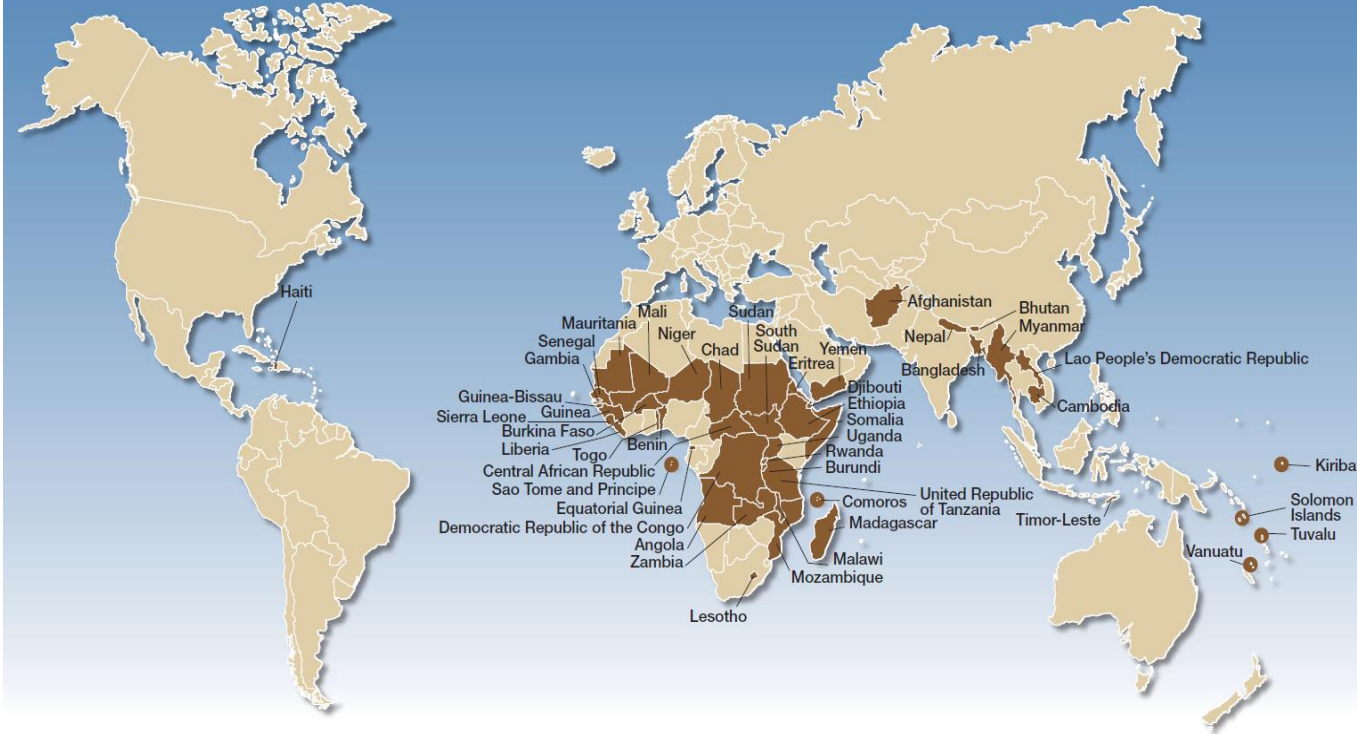 Haiti
Mali
Sudan
Mauritania
Senegal
Gambia
Niger
Chad
South
Sudan
Yemen
Eritrea
Afghanistan
Bhutan
Nepal
Myanmar
Bangladesh
Lao People's Democratic Republic
Cambodia
Guinea-Bissau
Guinea
Sierra Leone
Burkina Faso
Liberia
Togo
Benin
Central African Republic
Sao Tome and Principe
Equatorial Guinea
Democratic Republic of the Congo
Angola
Zambia
Djibouti
Ethiopia
Somalia
Uganda
Rwanda
Burundi
Comoros
United Republic
of Tanzania
Madagascar
Malawi
Mozambique
Lesotho
Timor-Leste
Kiriba
Solomon
Islands
Tuvalu
Vanuatu